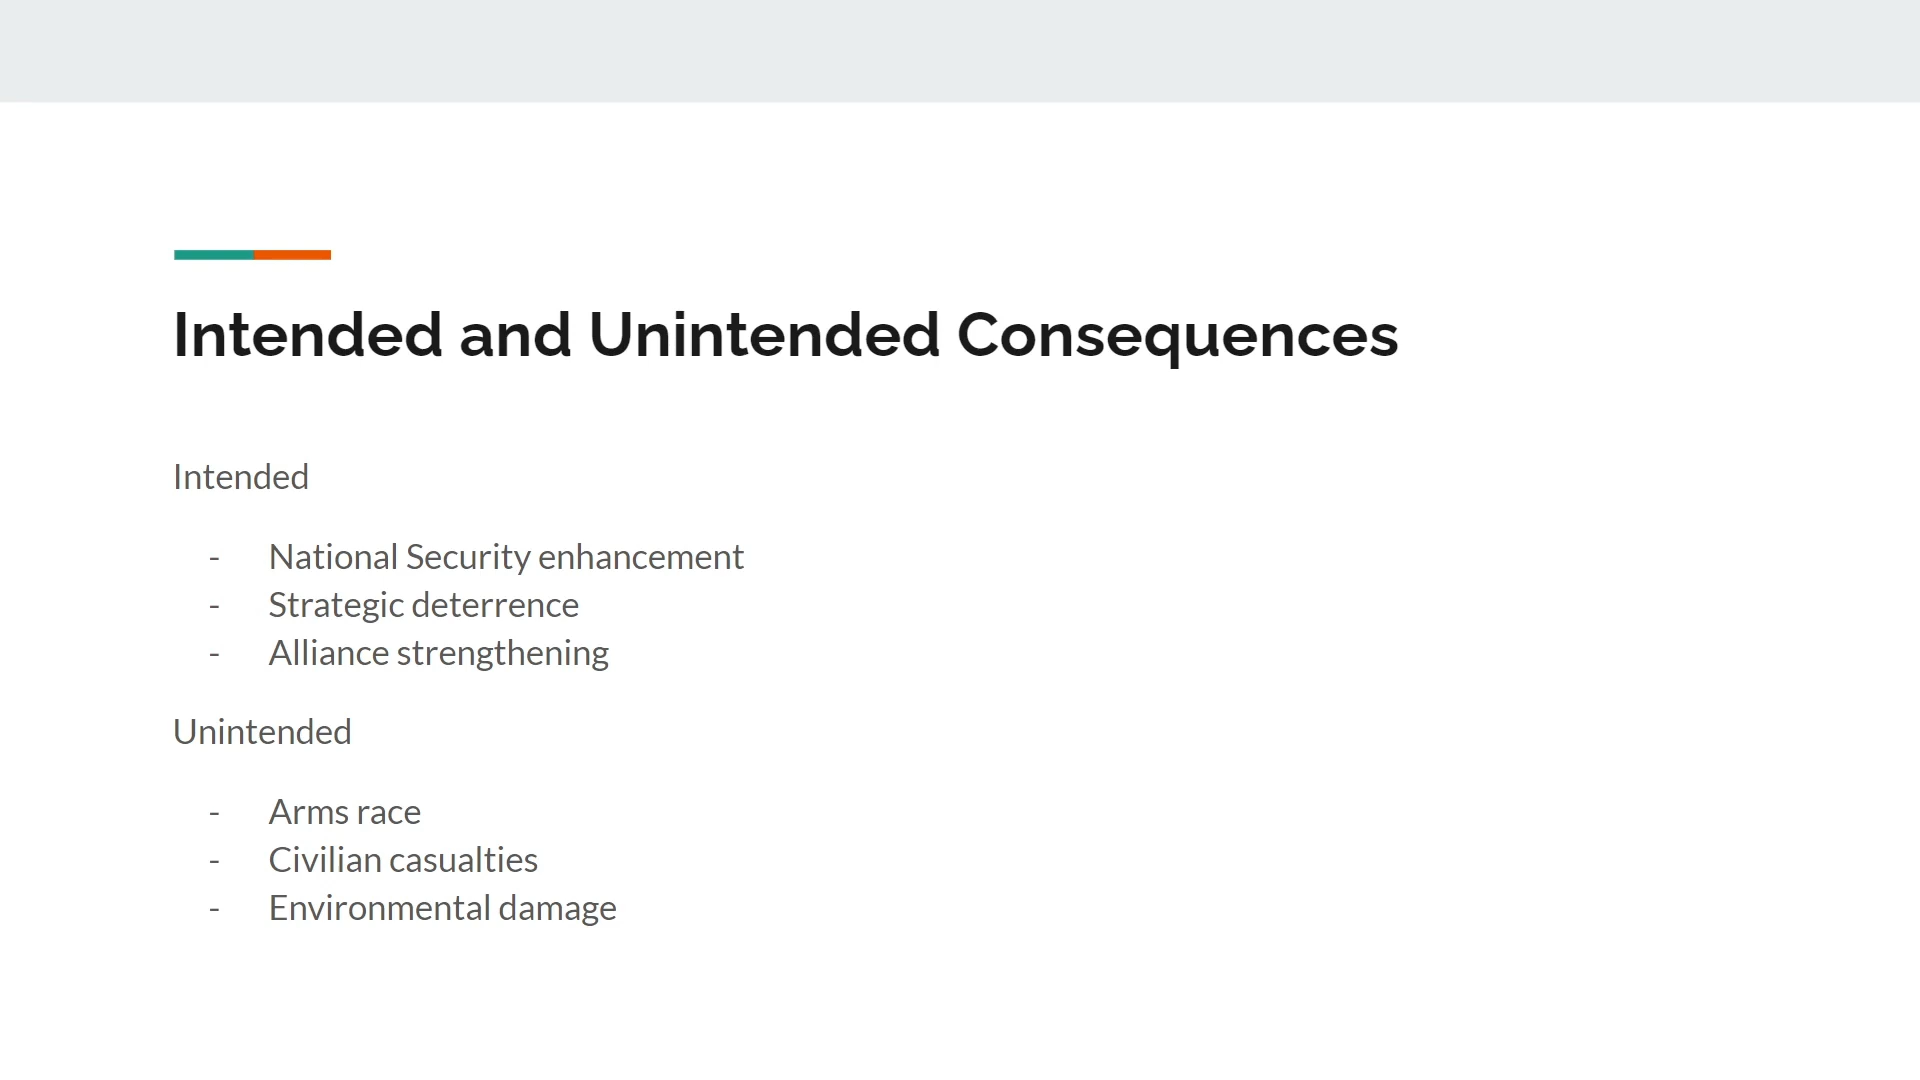 Intended and Unintended Consequences
Intended
- National Security enhancement
- Strategic deterrence
- Alliance strengthening
Unintended
- Arms race
- Civilian casualties
- Environmental damage